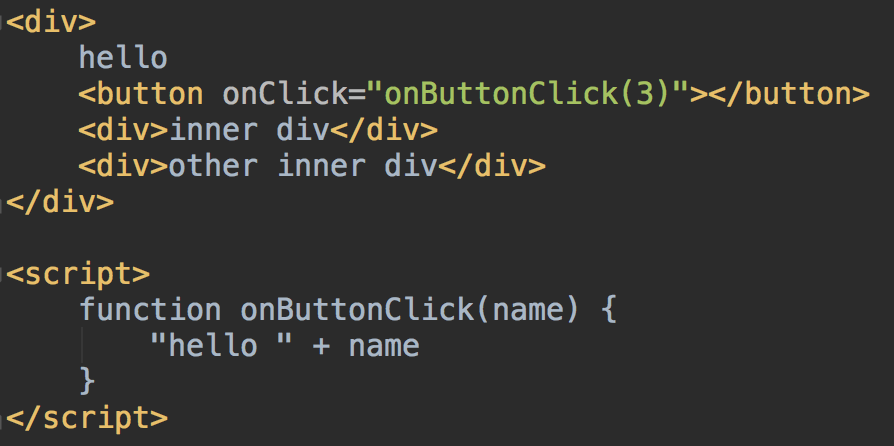 <div>
    hello
    <button onClick="onButtonClick(3)"></button>
    <div>inner div</div>
    <div>other inner div</div>
</div>

<script>
    function onButtonClick(name) {
        "hello " + name
    }
</script>